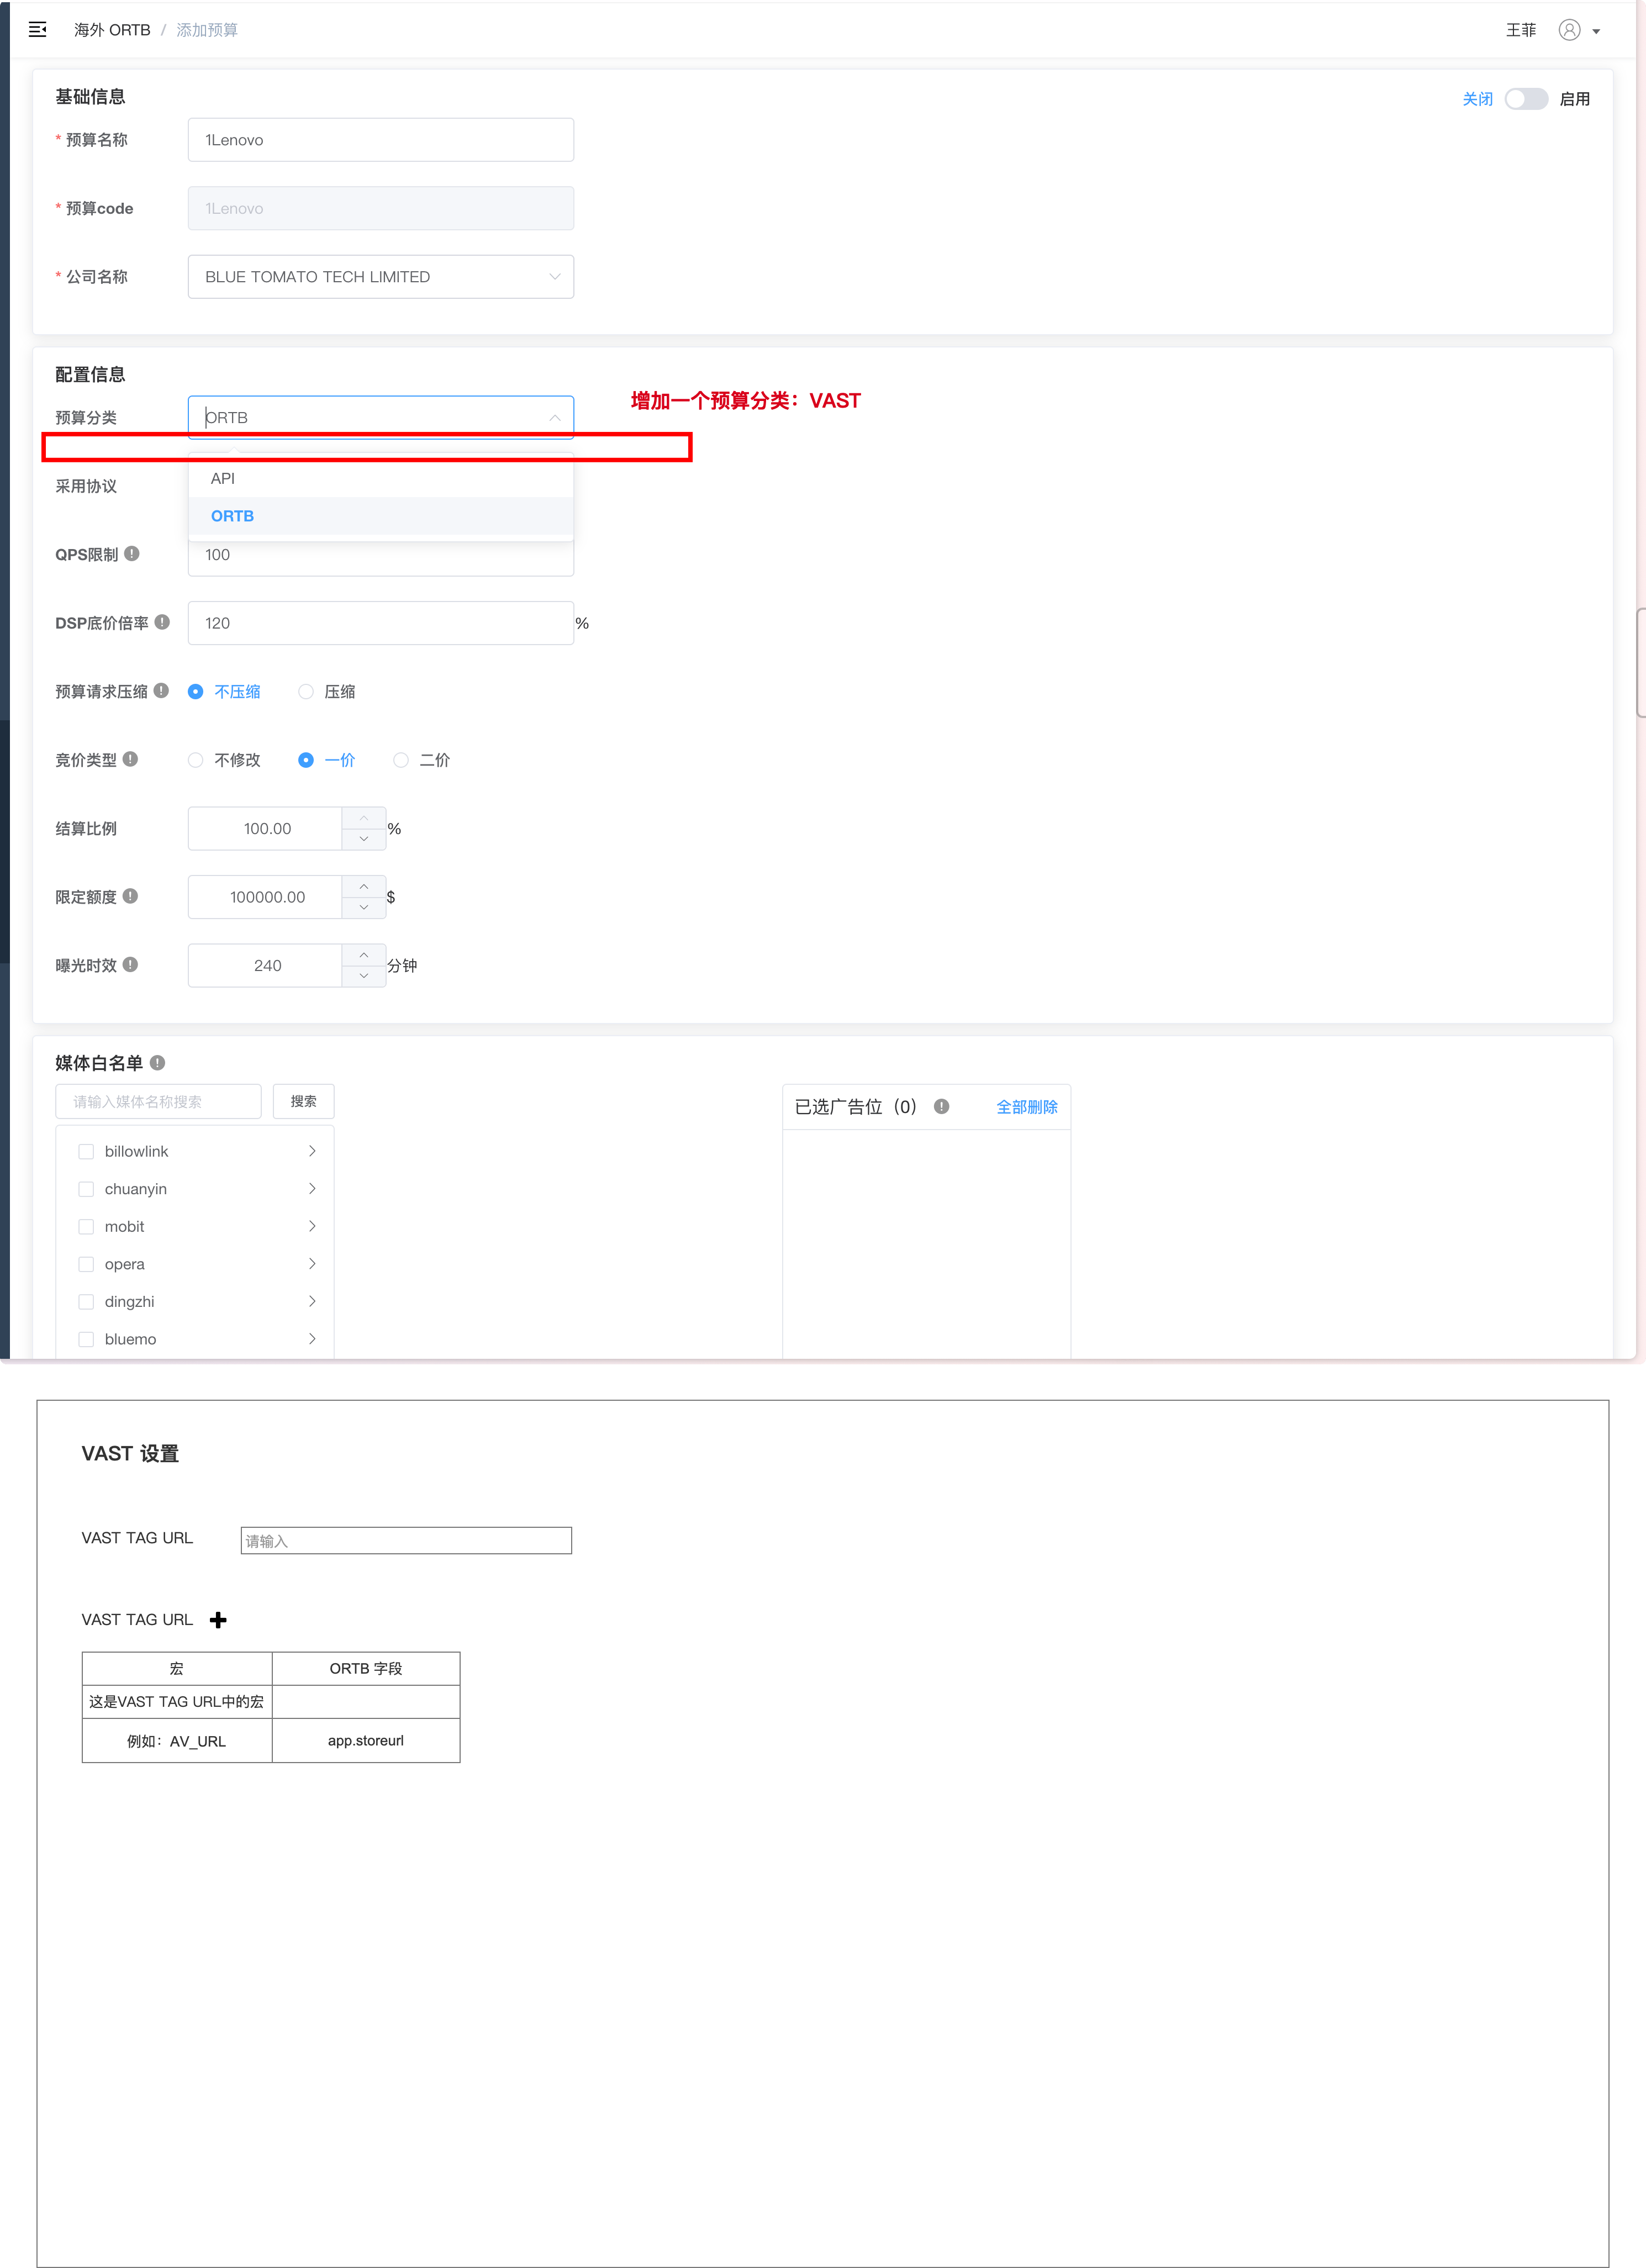 海外 ORTB / 添加预算
王菲
基础信息
关闭 启用
* 预算名称 1Lenovo
* 预算code 1Lenovo
* 公司名称 BLUE TOMATO TECH LIMITED
配置信息
增加一个预算分类：VAST
预算分类 ORTB
API
采用协议
ORTB
QPS限制 100
DSP底价倍率 120 %
预算请求压缩 不压缩 压缩
竞价类型 不修改 一价 二价
结算比例 100.00 %
限定额度 100000.00 $
曝光时效 240 分钟
媒体白名单
请输入媒体名称搜索 搜索
已选广告位（0） 全部删除
billowlink
chuanyin
mobit
opera
dingzhi
bluemo
VAST 设置
VAST TAG URL 请输入
VAST TAG URL
宏 ORTB 字段
这是VAST TAG URL中的宏
例如：AV_URL app.storeurl